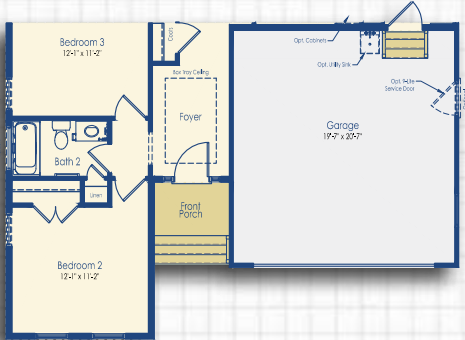 Bedroom 3
12'-1" x 11'-2"
Coats
Box Tray Ceiling
Foyer
Bath 2
Linen
Front
Porch
Bedroom 2
12'-1" x 11'-2"
Opt. Cabinets
Opt. Utility Sink
Opt. 9-Lite
Service Door
Garage
19'-7" x 20'-7"